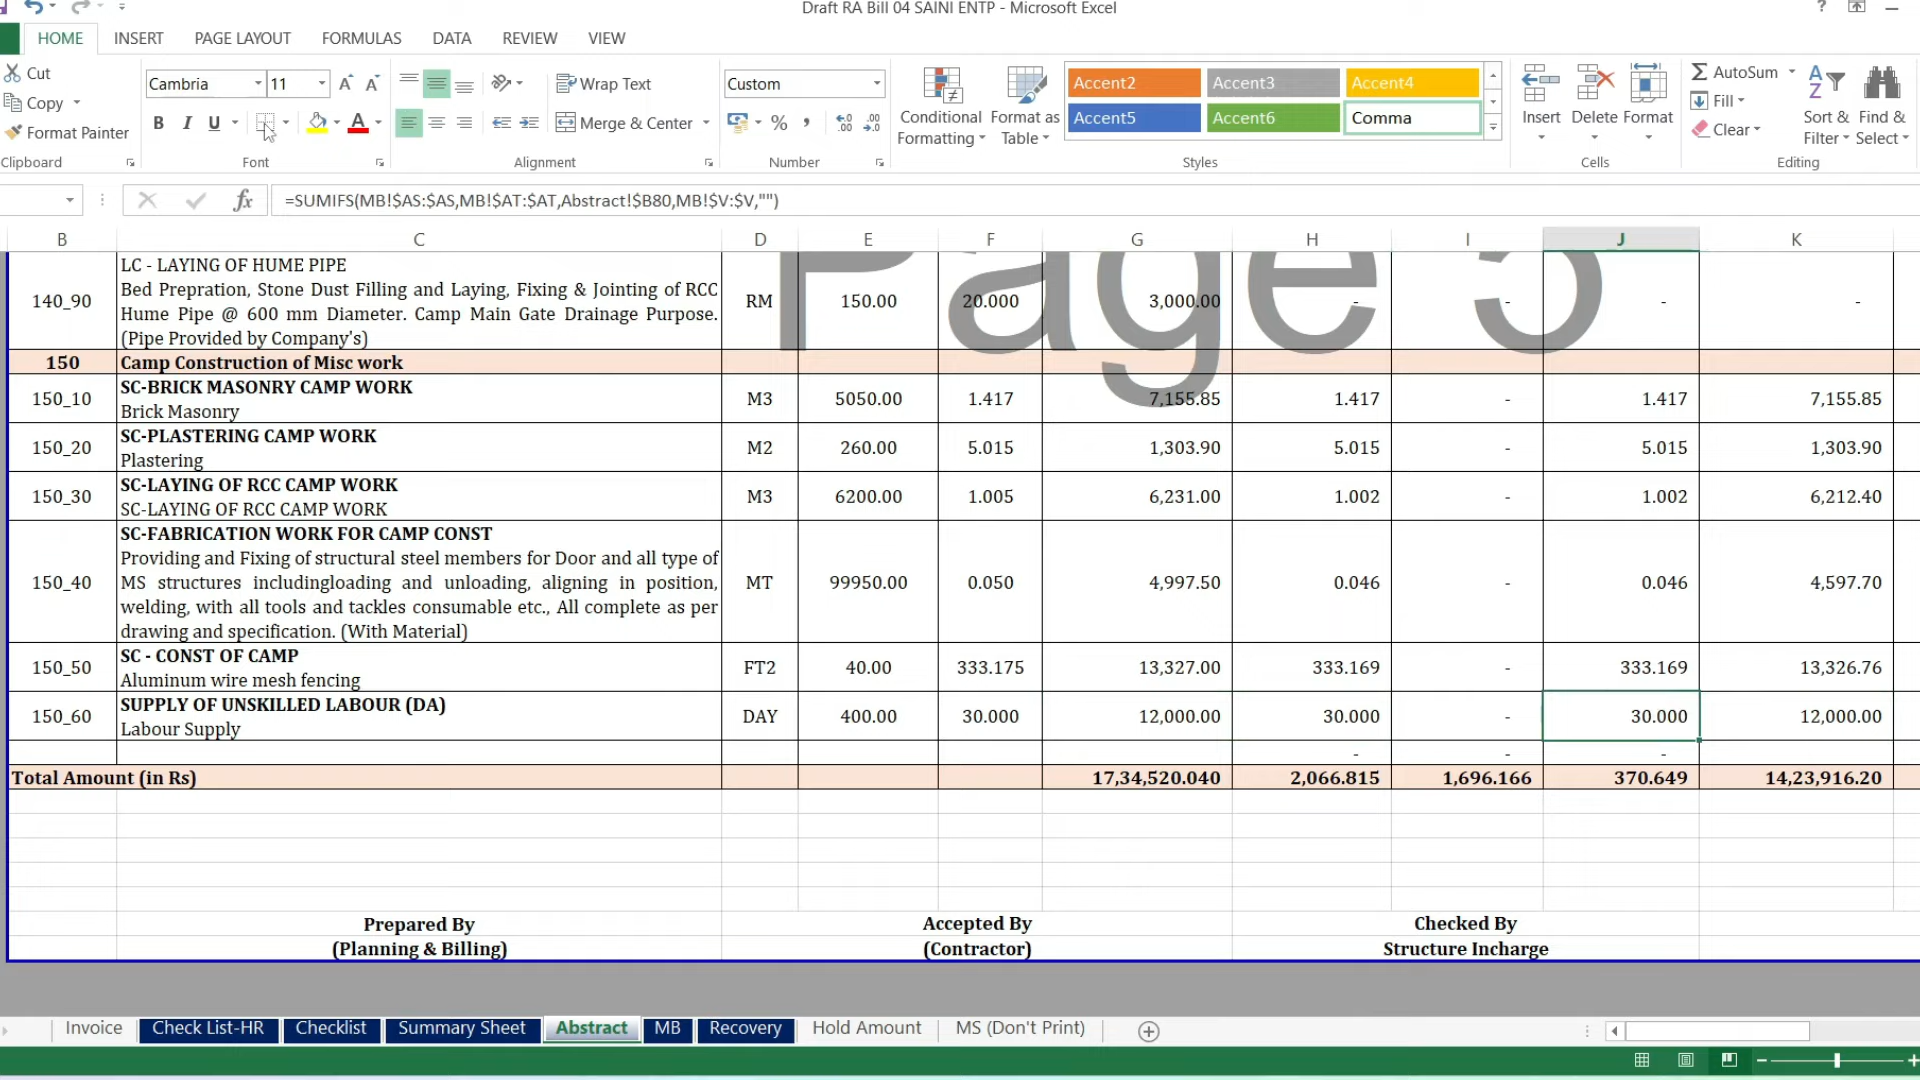 Draft RA Bill 04 SAINI ENTP - Microsoft Excel
?
HOME INSERT PAGE LAYOUT FORMULAS DATA REVIEW VIEW
Cut
Copy
Format Painter
Clipboard
Cambria 11
B I U
Font
Wrap Text
Merge & Center
Alignment
Custom
% ,
Number
Conditional Formatting
Format as Table
Accent2 Accent3 Accent4
Accent5 Accent6 Comma
Styles
Insert Delete Format
Cells
AutoSum
Fill
Clear
Sort & Filter
Find & Select
Editing
fx =SUMIFS(MB!$AS:$AS,MB!$AT:$AT,Abstract!$B80,MB!$V:$V,"")
B C D E F G H I J K
Page 5
LC - LAYING OF HUME PIPE
Bed Prepration, Stone Dust Filling and Laying, Fixing & Jointing of RCC
Hume Pipe @ 600 mm Diameter. Camp Main Gate Drainage Purpose.
(Pipe Provided by Company's)
140_90 RM 150.00 20.000 3,000.00 - - - -
150 Camp Construction of Misc work
SC-BRICK MASONRY CAMP WORK
Brick Masonry
150_10 M3 5050.00 1.417 7,155.85 1.417 - 1.417 7,155.85
SC-PLASTERING CAMP WORK
Plastering
150_20 M2 260.00 5.015 1,303.90 5.015 - 5.015 1,303.90
SC-LAYING OF RCC CAMP WORK
SC-LAYING OF RCC CAMP WORK
150_30 M3 6200.00 1.005 6,231.00 1.002 - 1.002 6,212.40
SC-FABRICATION WORK FOR CAMP CONST
Providing and Fixing of structural steel members for Door and all type of
MS structures includingloading and unloading, aligning in position,
welding, with all tools and tackles consumable etc., All complete as per
drawing and specification. (With Material)
150_40 MT 99950.00 0.050 4,997.50 0.046 - 0.046 4,597.70
SC - CONST OF CAMP
Aluminum wire mesh fencing
150_50 FT2 40.00 333.175 13,327.00 333.169 - 333.169 13,326.76
SUPPLY OF UNSKILLED LABOUR (DA)
Labour Supply
150_60 DAY 400.00 30.000 12,000.00 30.000 - 30.000 12,000.00
- - -
Total Amount (in Rs) 17,34,520.040 2,066.815 1,696.166 370.649 14,23,916.20
Prepared By Accepted By Checked By
(Planning & Billing) (Contractor) Structure Incharge
Invoice Check List-HR Checklist Summary Sheet Abstract MB Recovery Hold Amount MS (Don't Print)